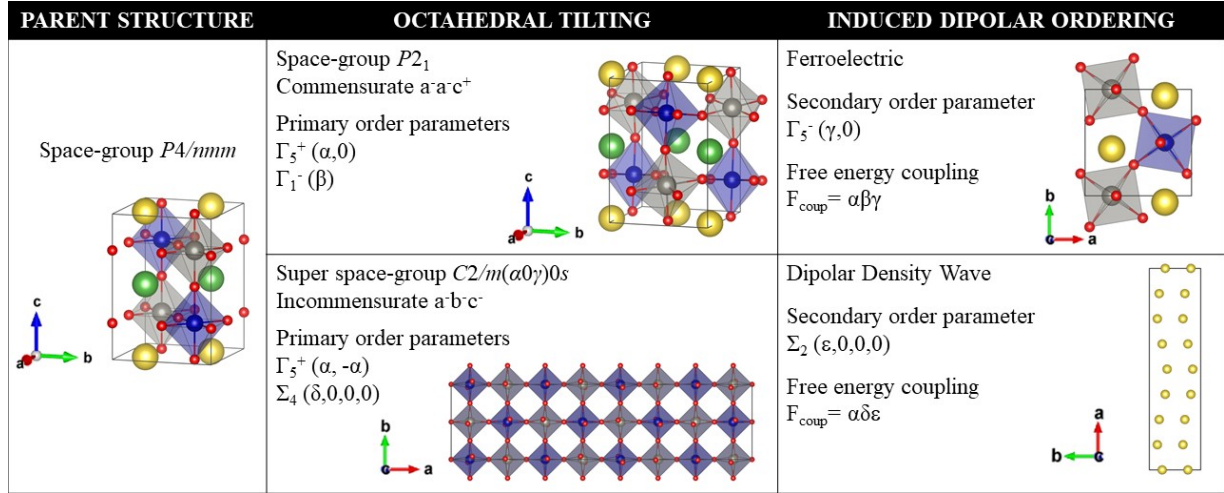 PARENT STRUCTURE
OCTAHEDRAL TILTING
INDUCED DIPOLAR ORDERING
Space-group P4/nmm
c
a
b
Space-group P2₁
Commensurate a⁻a⁻c⁺
Primary order parameters
Γ₅⁺ (α,0)
Γ₁⁻ (β)
c
a
b
Ferroelectric
Secondary order parameter
Γ₅⁻ (γ,0)
Free energy coupling
F_coup= αβγ
b
c
a
Super space-group C2/m(α0γ)0s
Incommensurate a⁻b⁻c⁻
Primary order parameters
Γ₅⁺ (α, -α)
Σ₄ (δ,0,0,0)
b
c
a
Dipolar Density Wave
Secondary order parameter
Σ₂ (ε,0,0,0)
Free energy coupling
F_coup= αδε
a
b
c